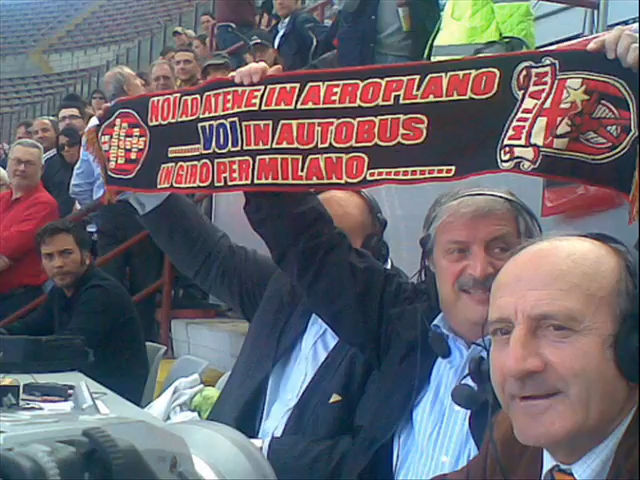 NOI AD ATENE IN AEROPLANO
.......VOI IN AUTOBUS
IN GIRO PER MILANO..........
MILAN